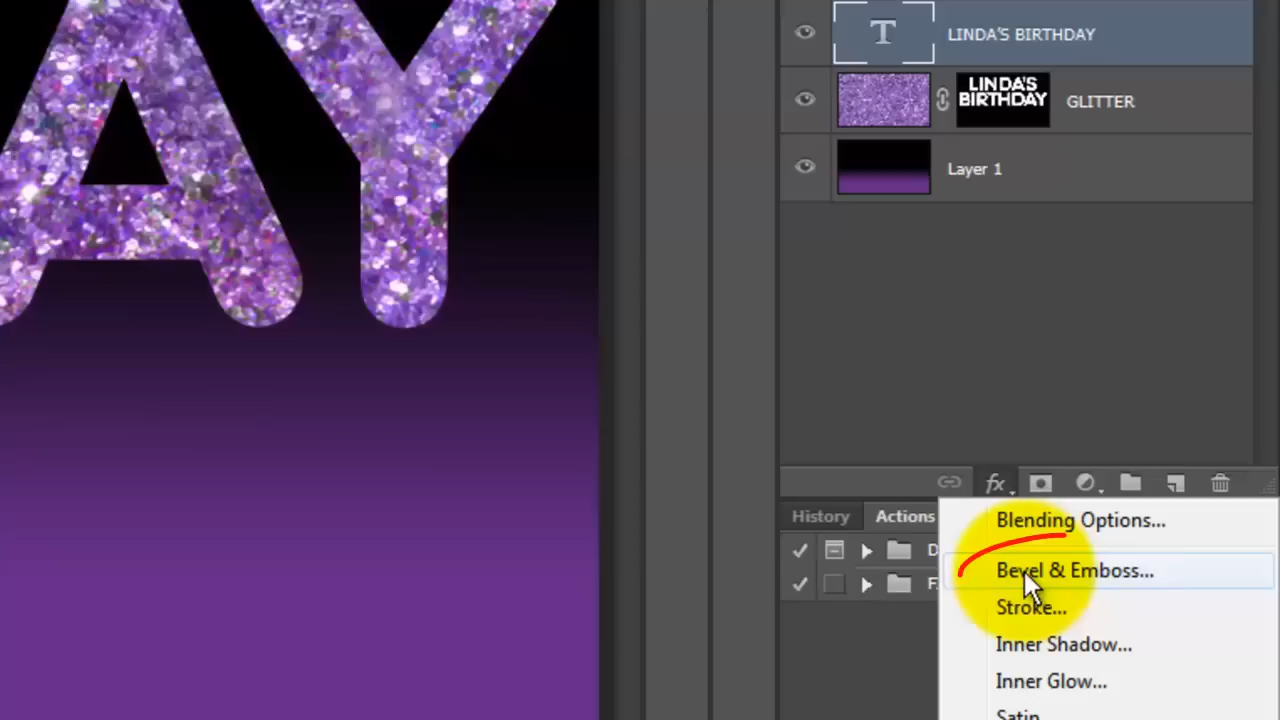 AY
T LINDA'S BIRTHDAY
LINDA'S
BIRTHDAY
GLITTER
Layer 1
fx
History Actions
D
F
Blending Options...
Bevel & Emboss...
Stroke...
Inner Shadow...
Inner Glow...
Satin